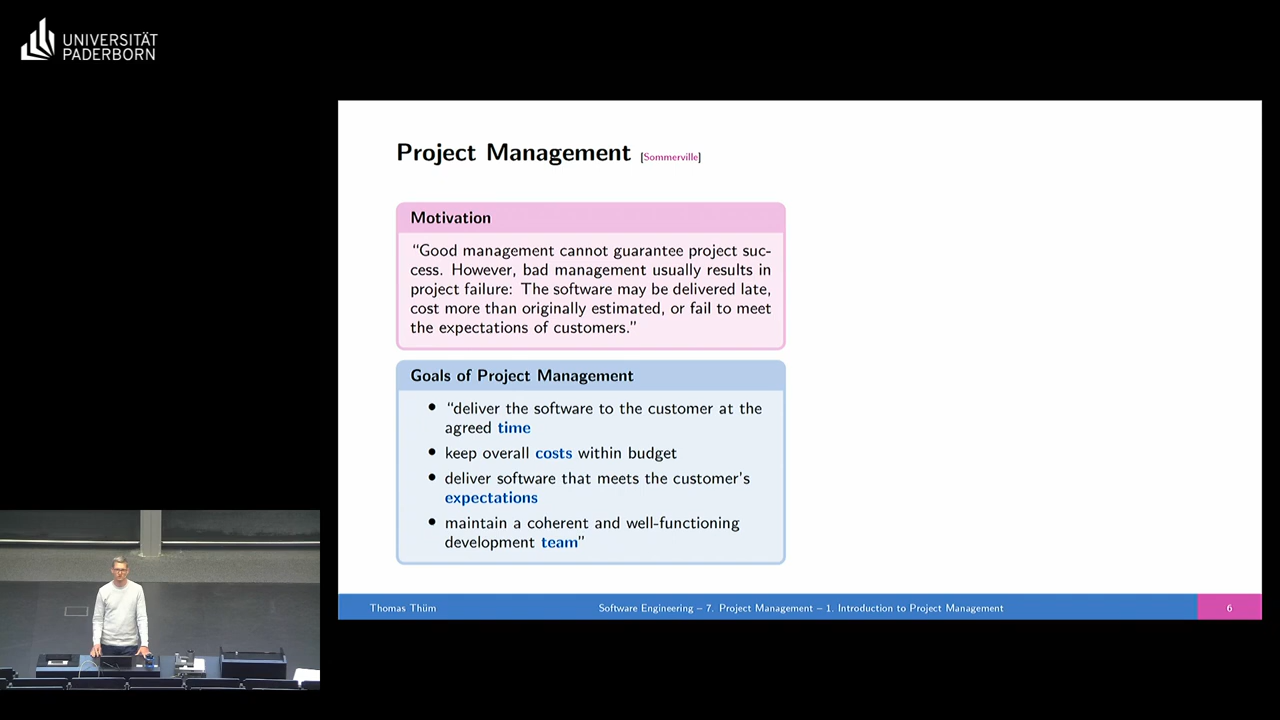 UNIVERSITÄT
PADERBORN
Project Management [Sommerville]
Motivation
“Good management cannot guarantee project suc-
cess. However, bad management usually results in
project failure: The software may be delivered late,
cost more than originally estimated, or fail to meet
the expectations of customers.”
Goals of Project Management
• “deliver the software to the customer at the
agreed time
• keep overall costs within budget
• deliver software that meets the customer's
expectations
• maintain a coherent and well-functioning
development team”
Thomas Thüm
Software Engineering – 7. Project Management – 1. Introduction to Project Management
6